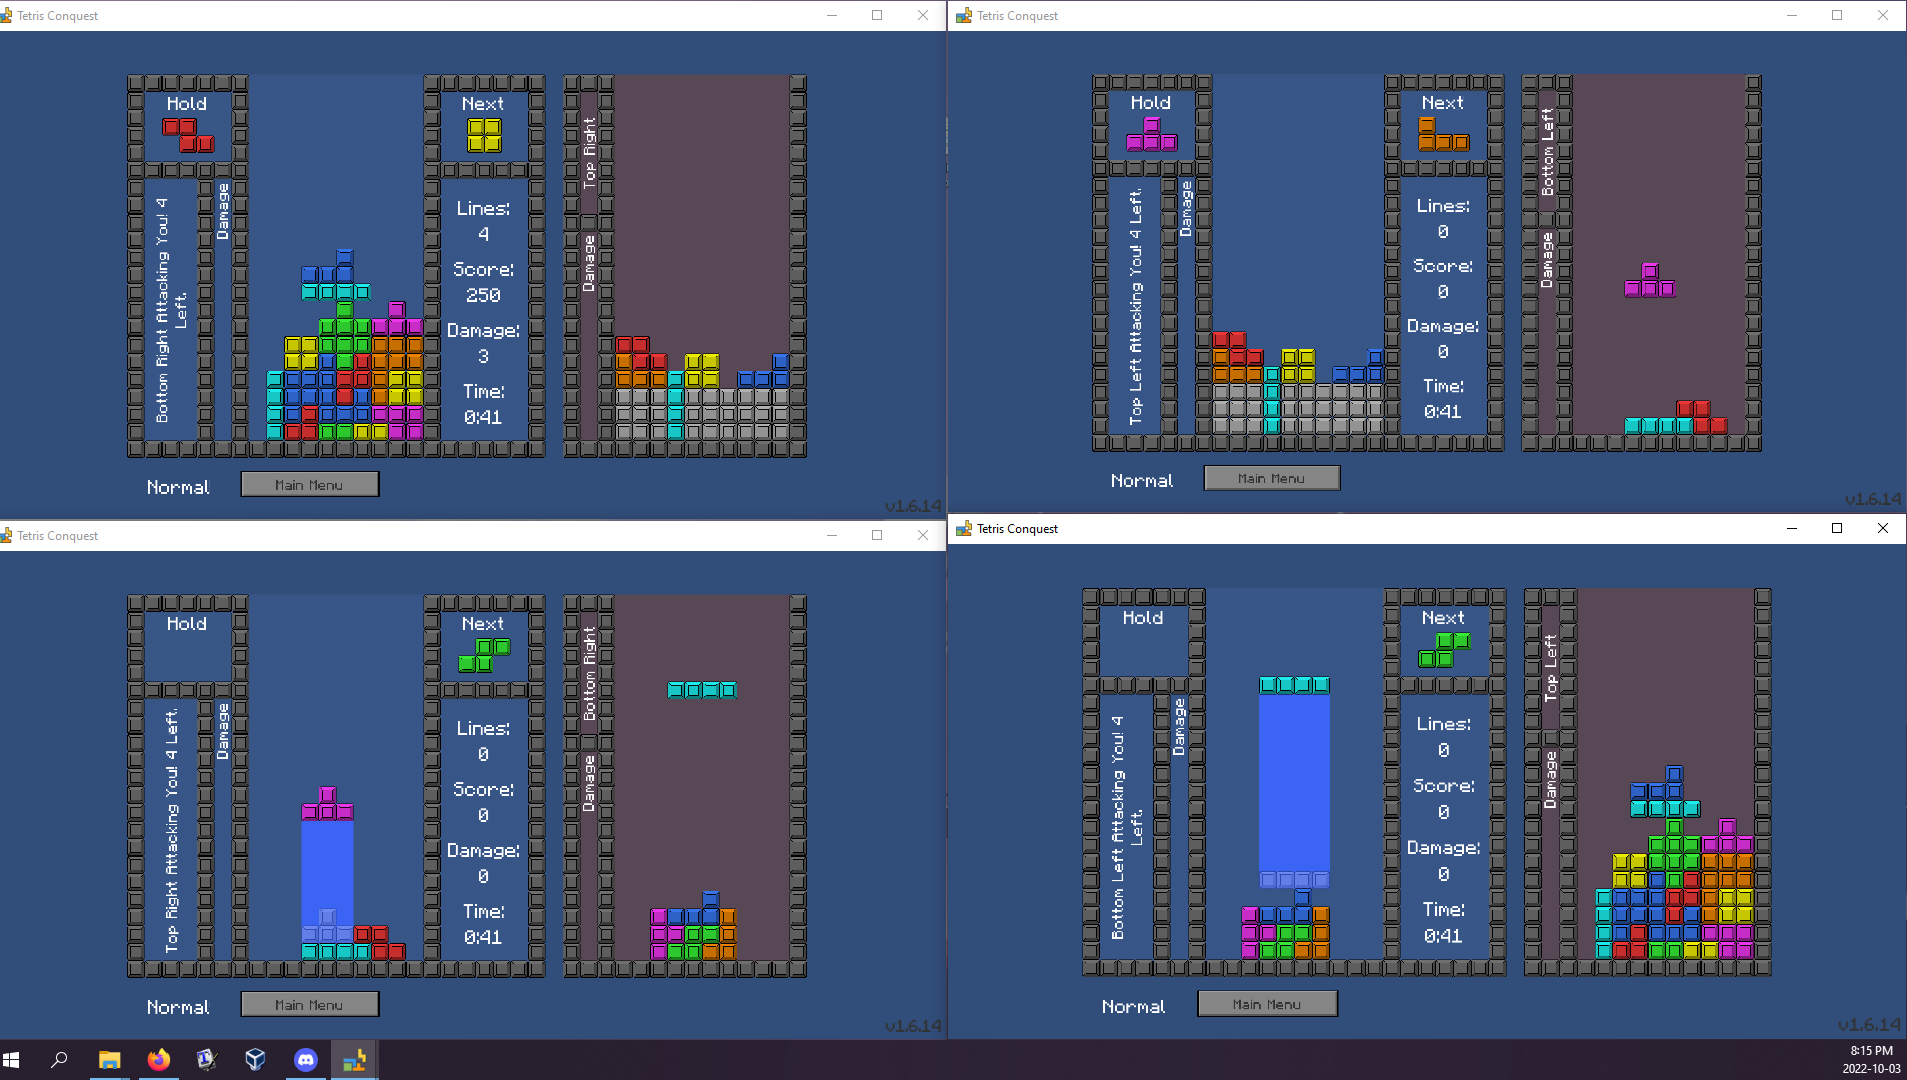 Tetris Conquest
Hold
Next
Bottom Right Attacking You! 4
Left.
Damage
Lines:
4
Score:
250
Damage:
3
Time:
0:41
Top Right
Damage
Normal
Main Menu
v1.6.14
Tetris Conquest
Hold
Next
Top Left Attacking You! 4 Left.
Damage
Lines:
0
Score:
0
Damage:
0
Time:
0:41
Bottom Left
Damage
Normal
Main Menu
v1.6.14
Tetris Conquest
Hold
Next
Top Right Attacking You! 4 Left.
Damage
Lines:
0
Score:
0
Damage:
0
Time:
0:41
Bottom Right
Damage
Normal
Main Menu
v1.6.14
Tetris Conquest
Hold
Next
Bottom Left Attacking You! 4
Left.
Damage
Lines:
0
Score:
0
Damage:
0
Time:
0:41
Top Left
Damage
Normal
Main Menu
v1.6.14
8:15 PM
2022-10-03